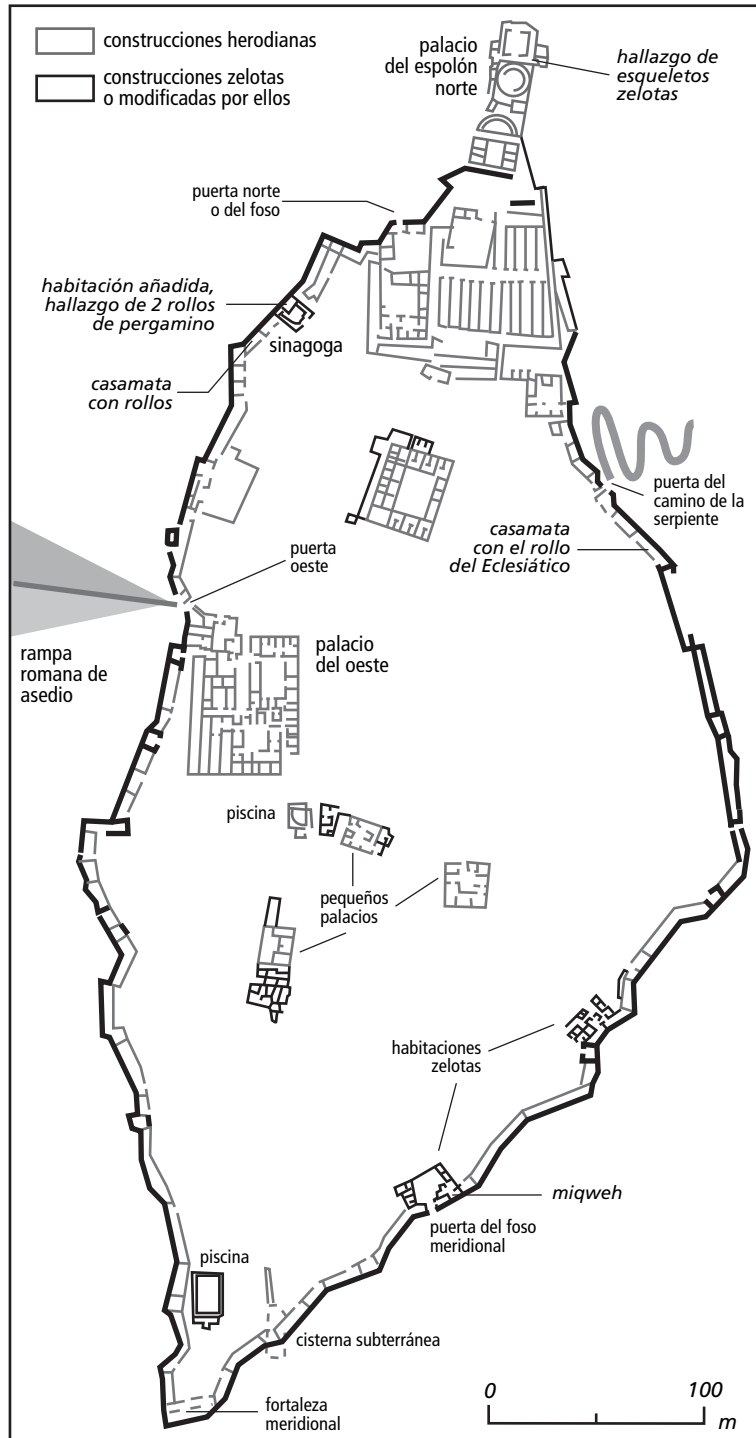 construcciones herodianas
construcciones zelotas
o modificadas por ellos
palacio
del espolón
norte
hallazgo de
esqueletos
zelotas
puerta norte
o del foso
habitación añadida,
hallazgo de 2 rollos
de pergamino
sinagoga
casamata
con rollos
puerta del
camino de la
serpiente
casamata
con el rollo
del Eclesiático
puerta
oeste
rampa
romana de
asedio
palacio
del oeste
piscina
pequeños
palacios
habitaciones
zelotas
miqweh
puerta del foso
meridional
piscina
cisterna subterránea
fortaleza
meridional
0 100
m